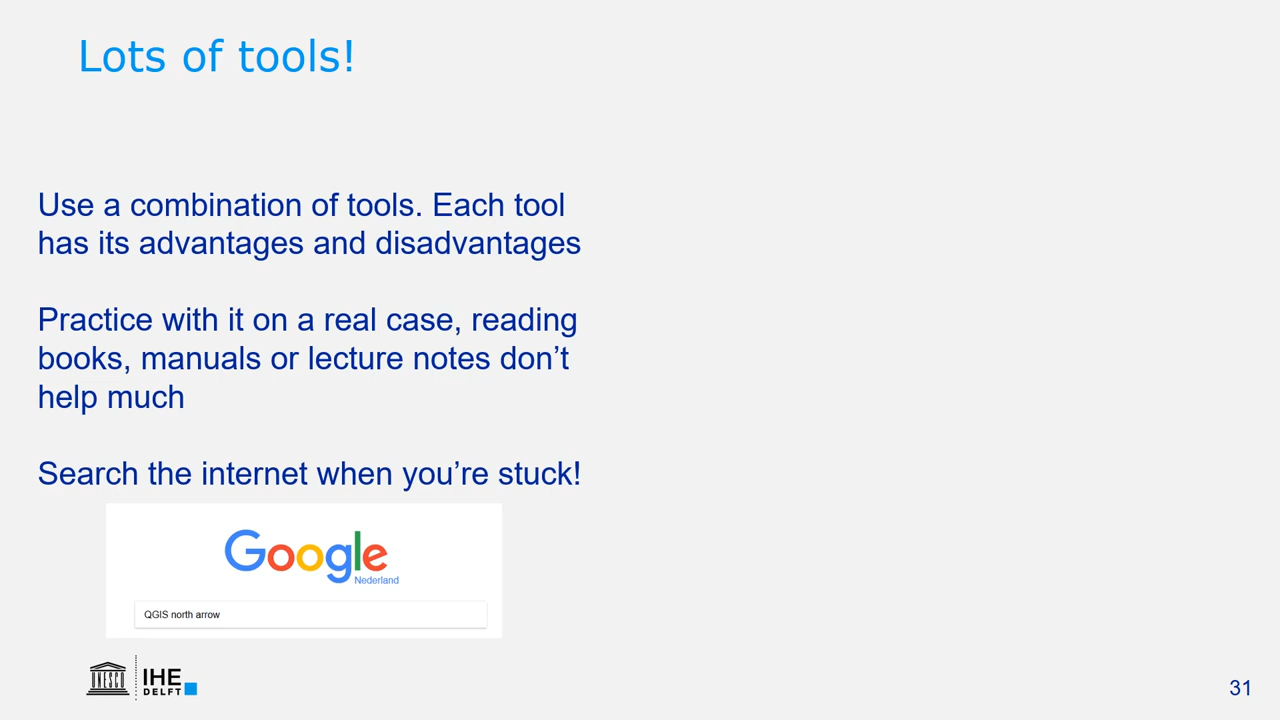 Lots of tools!
Use a combination of tools. Each tool
has its advantages and disadvantages
Practice with it on a real case, reading
books, manuals or lecture notes don’t
help much
Search the internet when you’re stuck!
Google
Nederland
QGIS north arrow
UNESCO
IHE
DELFT
31